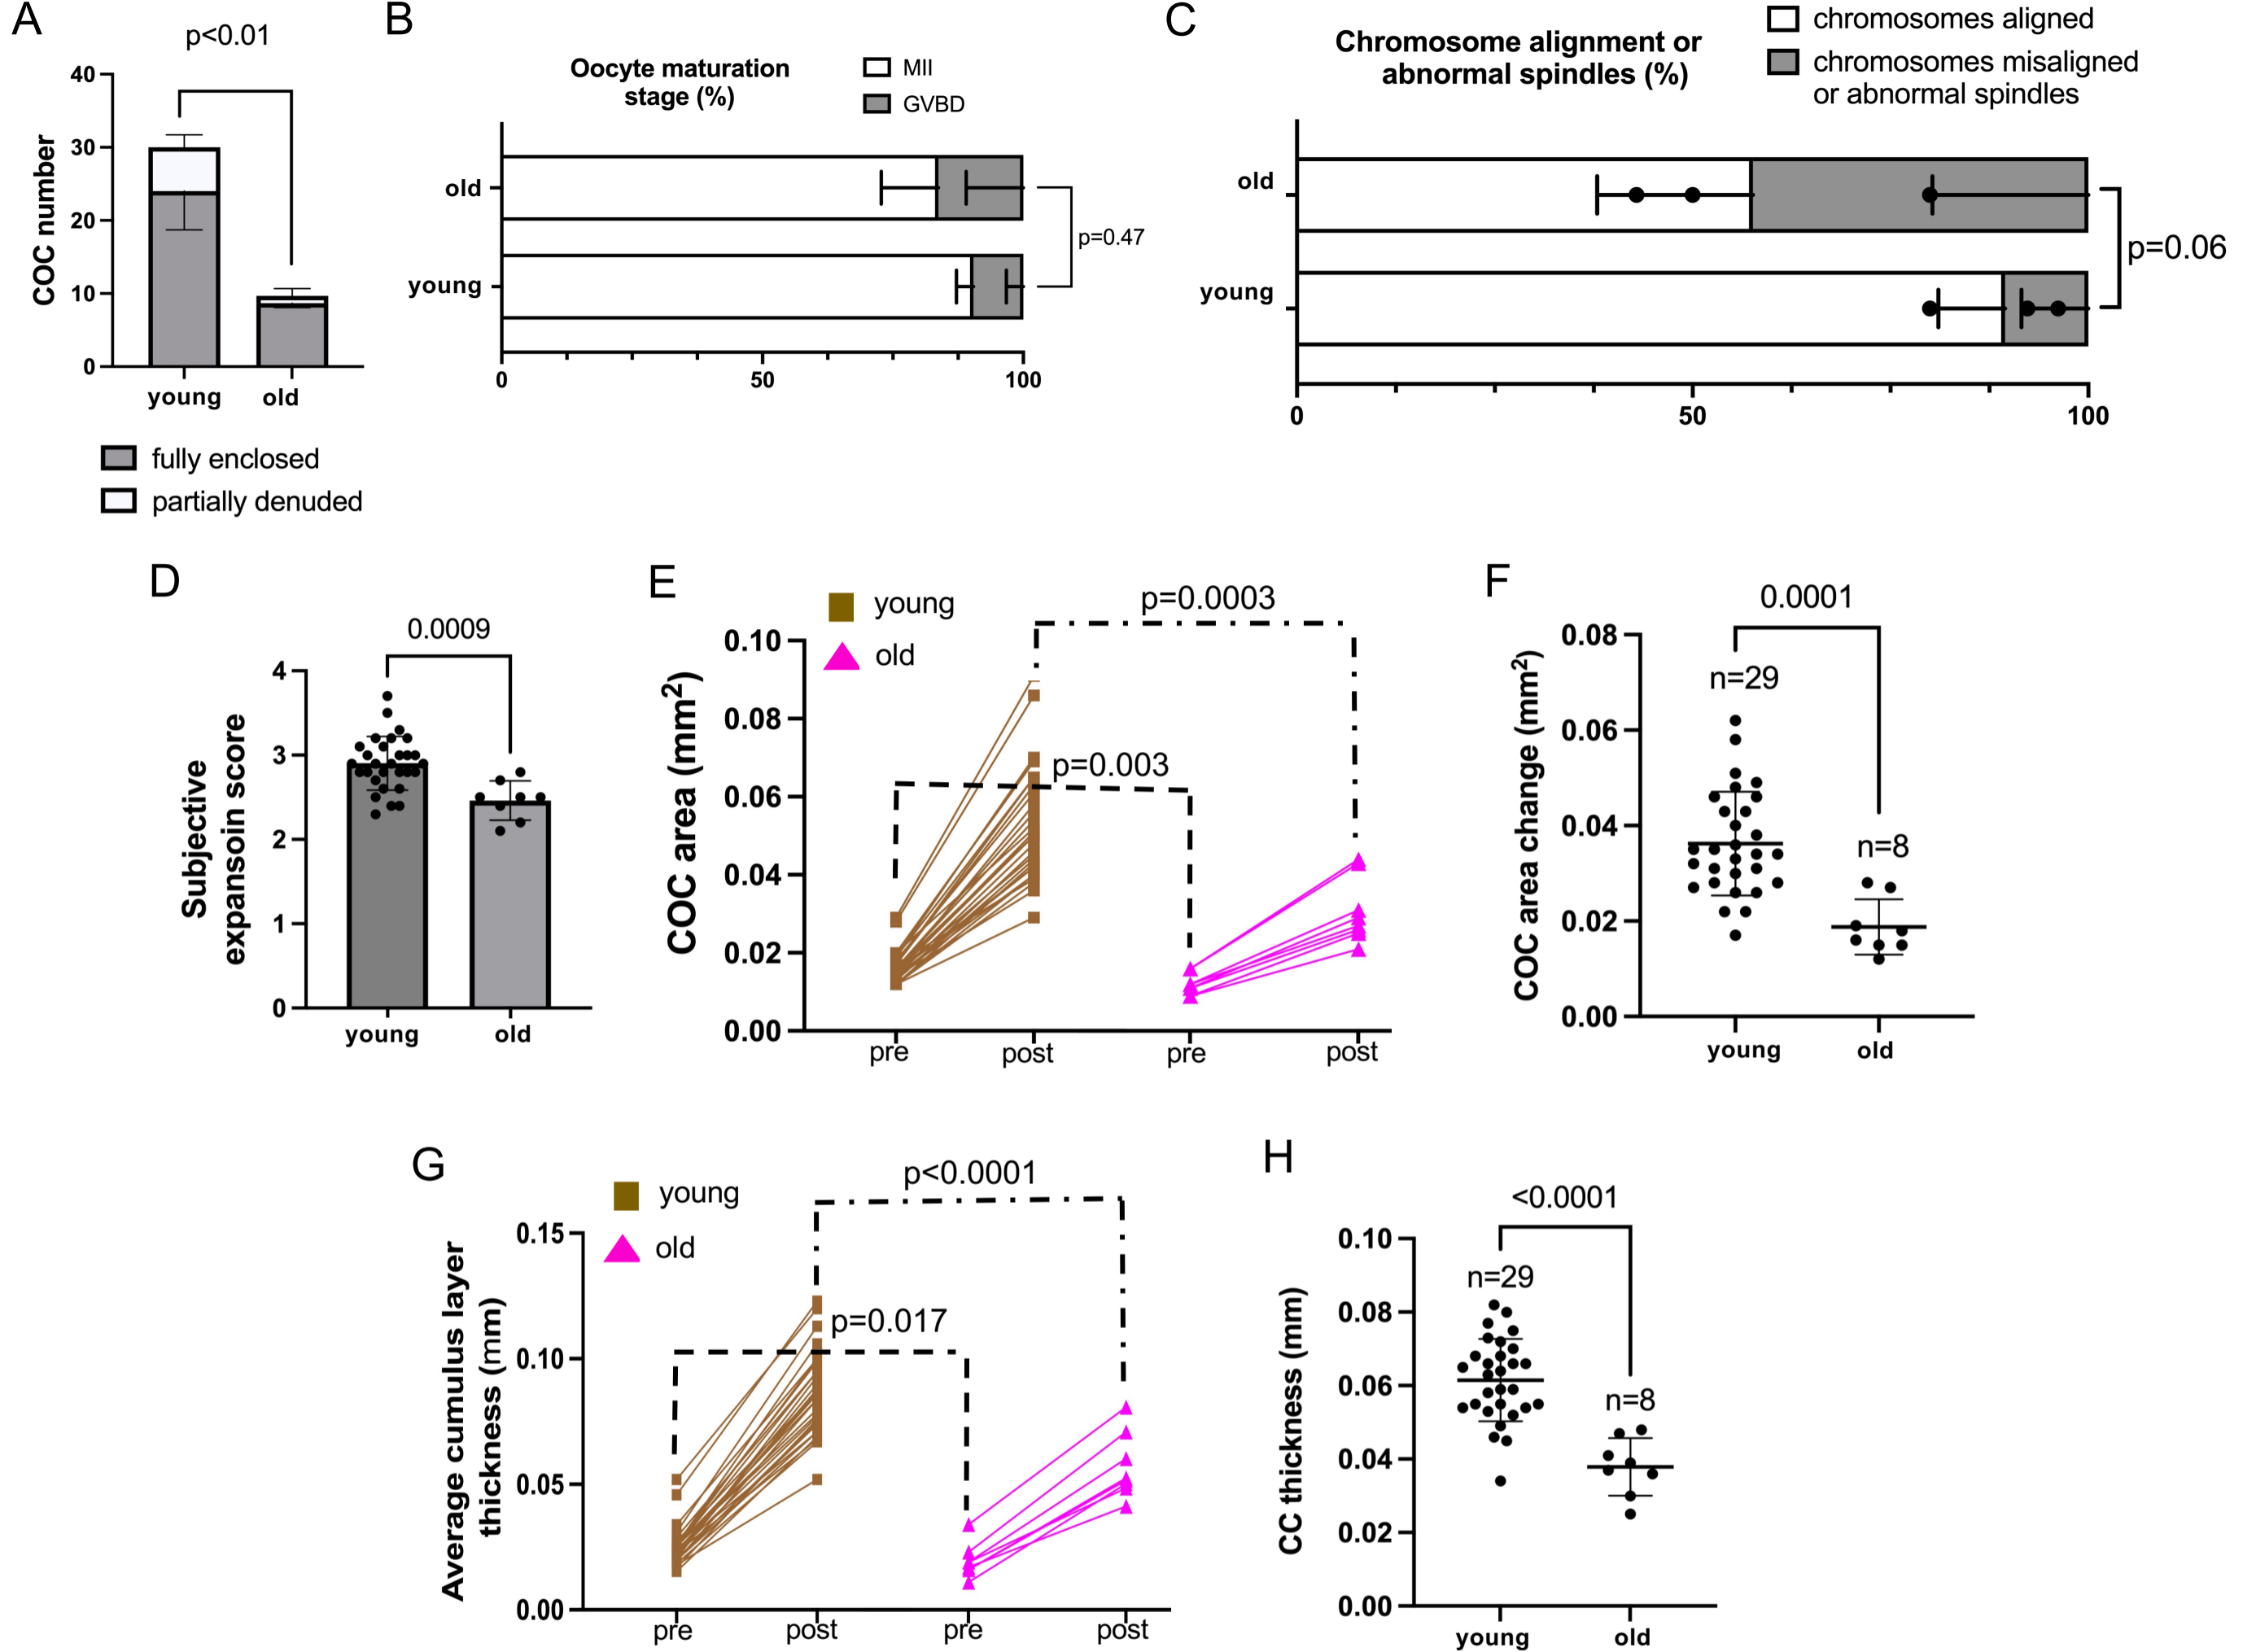 A
p<0.01
COC number
40
30
20
10
0
young
old
fully enclosed
partially denuded
B
Oocyte maturation
stage (%)
MII
GVBD
old
young
p=0.47
0
50
100
C
Chromosome alignment or
abnormal spindles (%)
chromosomes aligned
chromosomes misaligned
or abnormal spindles
old
young
p=0.06
0
50
100
D
0.0009
Subjective
expansoin score
4
3
2
1
0
young
old
E
young
old
p=0.0003
p=0.003
COC area (mm²)
0.10
0.08
0.06
0.04
0.02
0.00
pre
post
pre
post
F
0.0001
n=29
n=8
COC area change (mm²)
0.08
0.06
0.04
0.02
0.00
young
old
G
young
old
p<0.0001
p=0.017
Average cumulus layer
thickness (mm)
0.15
0.10
0.05
0.00
pre
post
pre
post
H
<0.0001
n=29
n=8
CC thickness (mm)
0.10
0.08
0.06
0.04
0.02
0.00
young
old